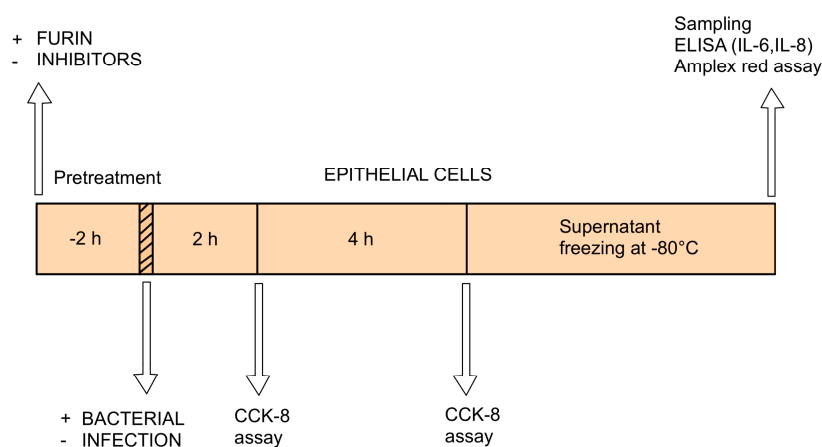 + FURIN
- INHIBITORS
Sampling
ELISA (IL-6,IL-8)
Amplex red assay
Pretreatment
EPITHELIAL CELLS
-2 h
2 h
4 h
Supernatant
freezing at -80°C
+ BACTERIAL
- INFECTION
CCK-8
assay
CCK-8
assay